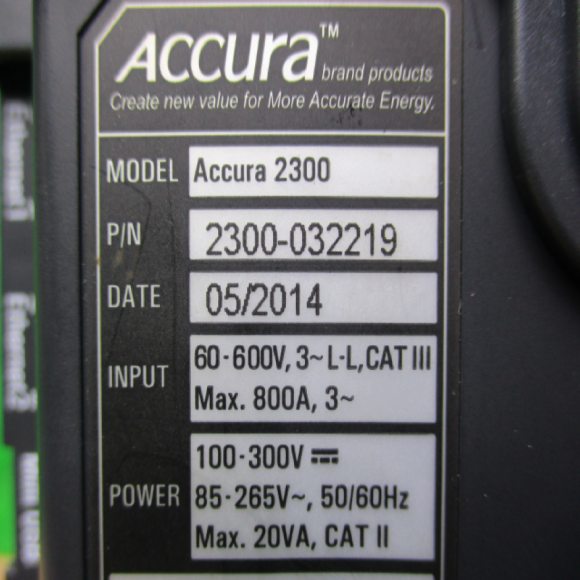 Accura™ brand products
Create new value for More Accurate Energy.
MODEL Accura 2300
P/N 2300-032219
DATE 05/2014
INPUT 60-600V, 3~ L-L, CAT III
Max. 800A, 3~
POWER 100-300V ⎓
85-265V~, 50/60Hz
Max. 20VA, CAT II
Ethernet1
Ethernet2